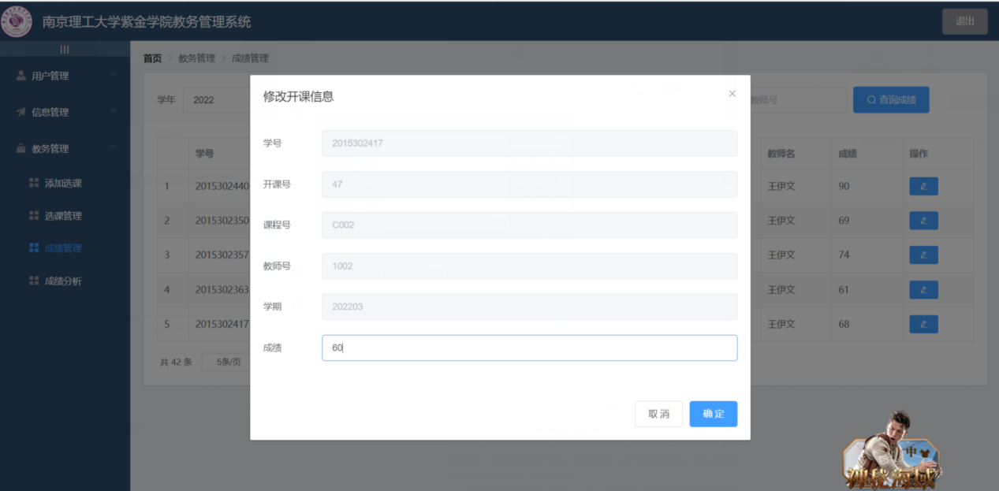 南京理工大学紫金学院教务管理系统
退出
首页 > 教务管理 > 成绩管理
用户管理
信息管理
教务管理
添加选课
选课管理
成绩管理
成绩分析
学年 2022 教师号 查询成绩
学号 教师名 成绩 操作
1 2015302440 王伊文 90
2 2015302350 王伊文 69
3 2015302357 王伊文 74
4 2015302363 王伊文 61
5 2015302417 王伊文 68
共 42 条 5条/页
修改开课信息
学号 2015302417
开课号 47
课程号 C002
教师号 1002
学期 202203
成绩 60
取消 确定
中
神秘海域